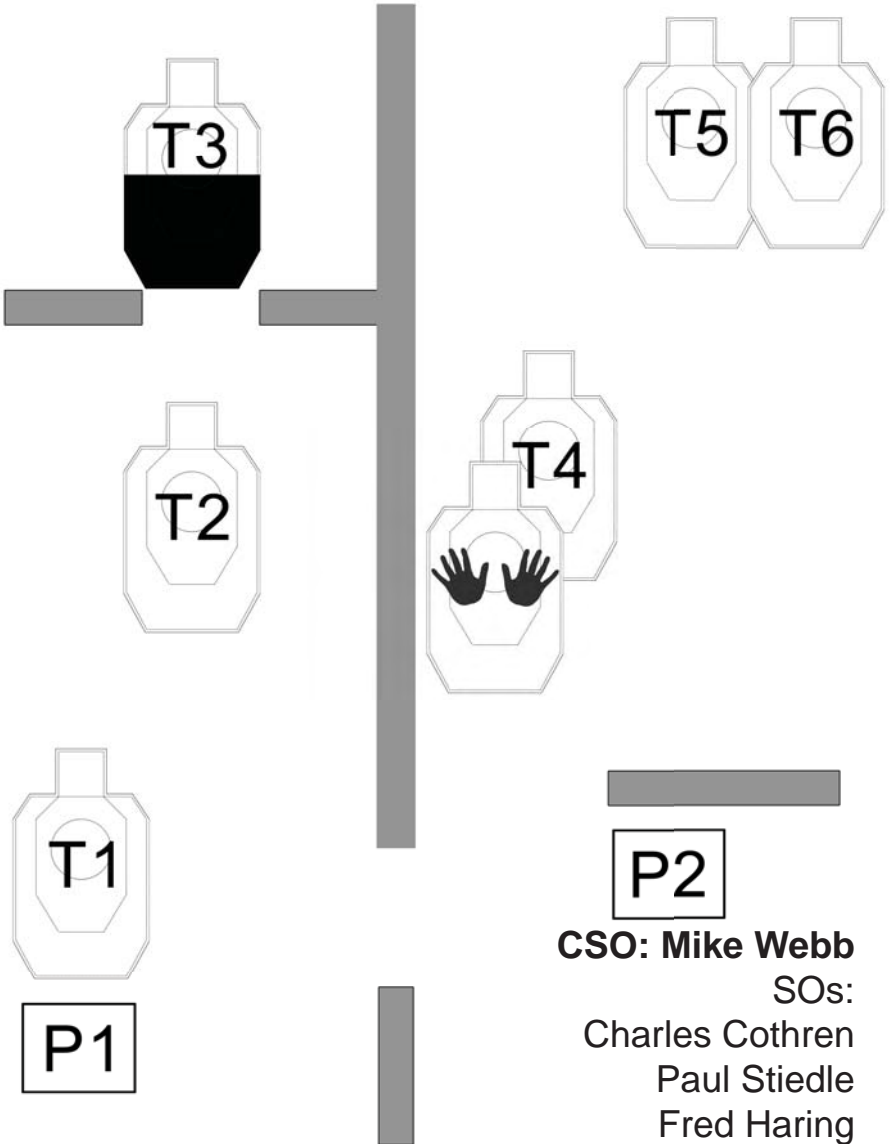 T3
T5
T6
T4
T2
T1
P2
CSO: Mike Webb
SOs:
Charles Cothren
P1
Paul Stiedle
Fred Haring